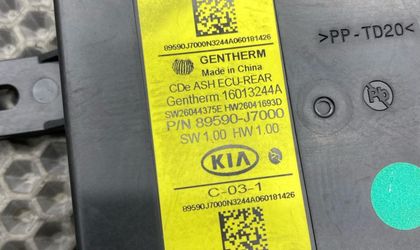 89590J7000N3244A060181426
GENTHERM
Made in China
CDe ASH ECU-REAR
Gentherm 16013244A
SW26044375E HW26041693D
P/N 89590-J7000
SW 1.00 HW 1.00
KIA
C-03-1
89590J7000N3244A060181426
>PP-TD20<
Pb